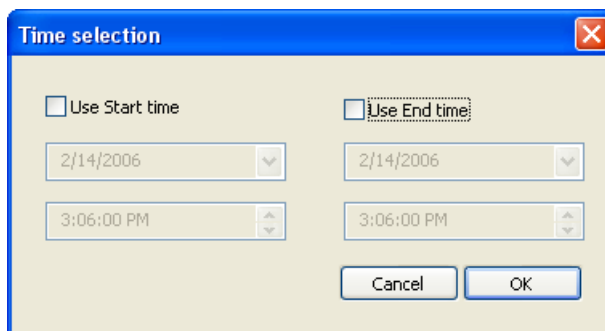 Time selection
Use Start time
Use End time
2/14/2006
2/14/2006
3:06:00 PM
3:06:00 PM
Cancel
OK